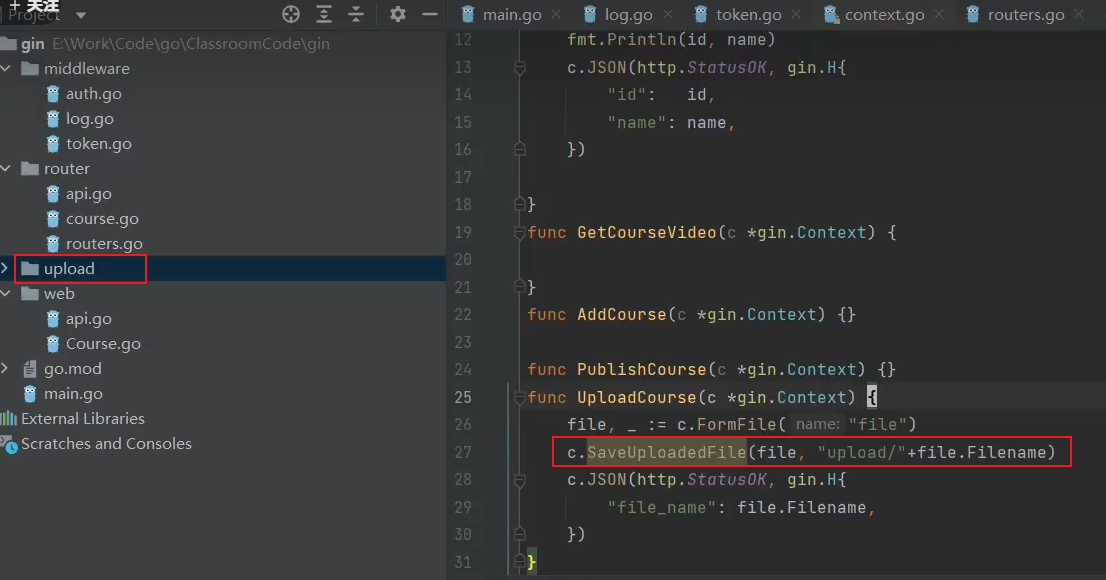 + 关注
Project
gin E:\Work\Code\go\ClassroomCode\gin
middleware
auth.go
log.go
token.go
router
api.go
course.go
routers.go
upload
web
api.go
Course.go
go.mod
main.go
External Libraries
Scratches and Consoles
main.go × log.go × token.go × context.go × routers.go ×
12 fmt.Println(id, name)
13 c.JSON(http.StatusOK, gin.H{
14 "id": id,
15 "name": name,
16 })
17
18 }
19 func GetCourseVideo(c *gin.Context) {
20
21 }
22 func AddCourse(c *gin.Context) {}
23
24 func PublishCourse(c *gin.Context) {}
25 func UploadCourse(c *gin.Context) {
26 file, _ := c.FormFile( name: "file")
27 c.SaveUploadedFile(file, "upload/"+file.Filename)
28 c.JSON(http.StatusOK, gin.H{
29 "file_name": file.Filename,
30 })
31 }